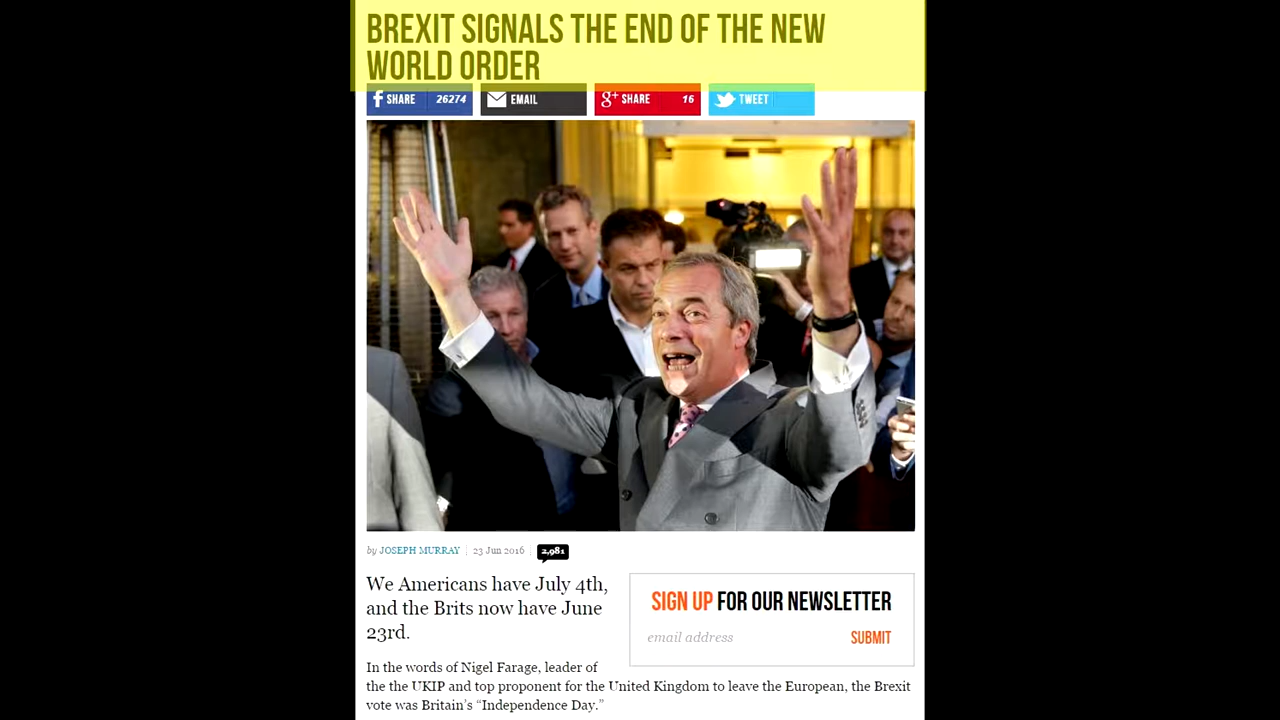 BREXIT SIGNALS THE END OF THE NEW
WORLD ORDER
SHARE 26274 EMAIL SHARE 16 TWEET
by JOSEPH MURRAY | 23 Jun 2016 | 2,981
We Americans have July 4th,
and the Brits now have June
23rd.
SIGN UP FOR OUR NEWSLETTER
email address SUBMIT
In the words of Nigel Farage, leader of
the the UKIP and top proponent for the United Kingdom to leave the European, the Brexit
vote was Britain's “Independence Day.”